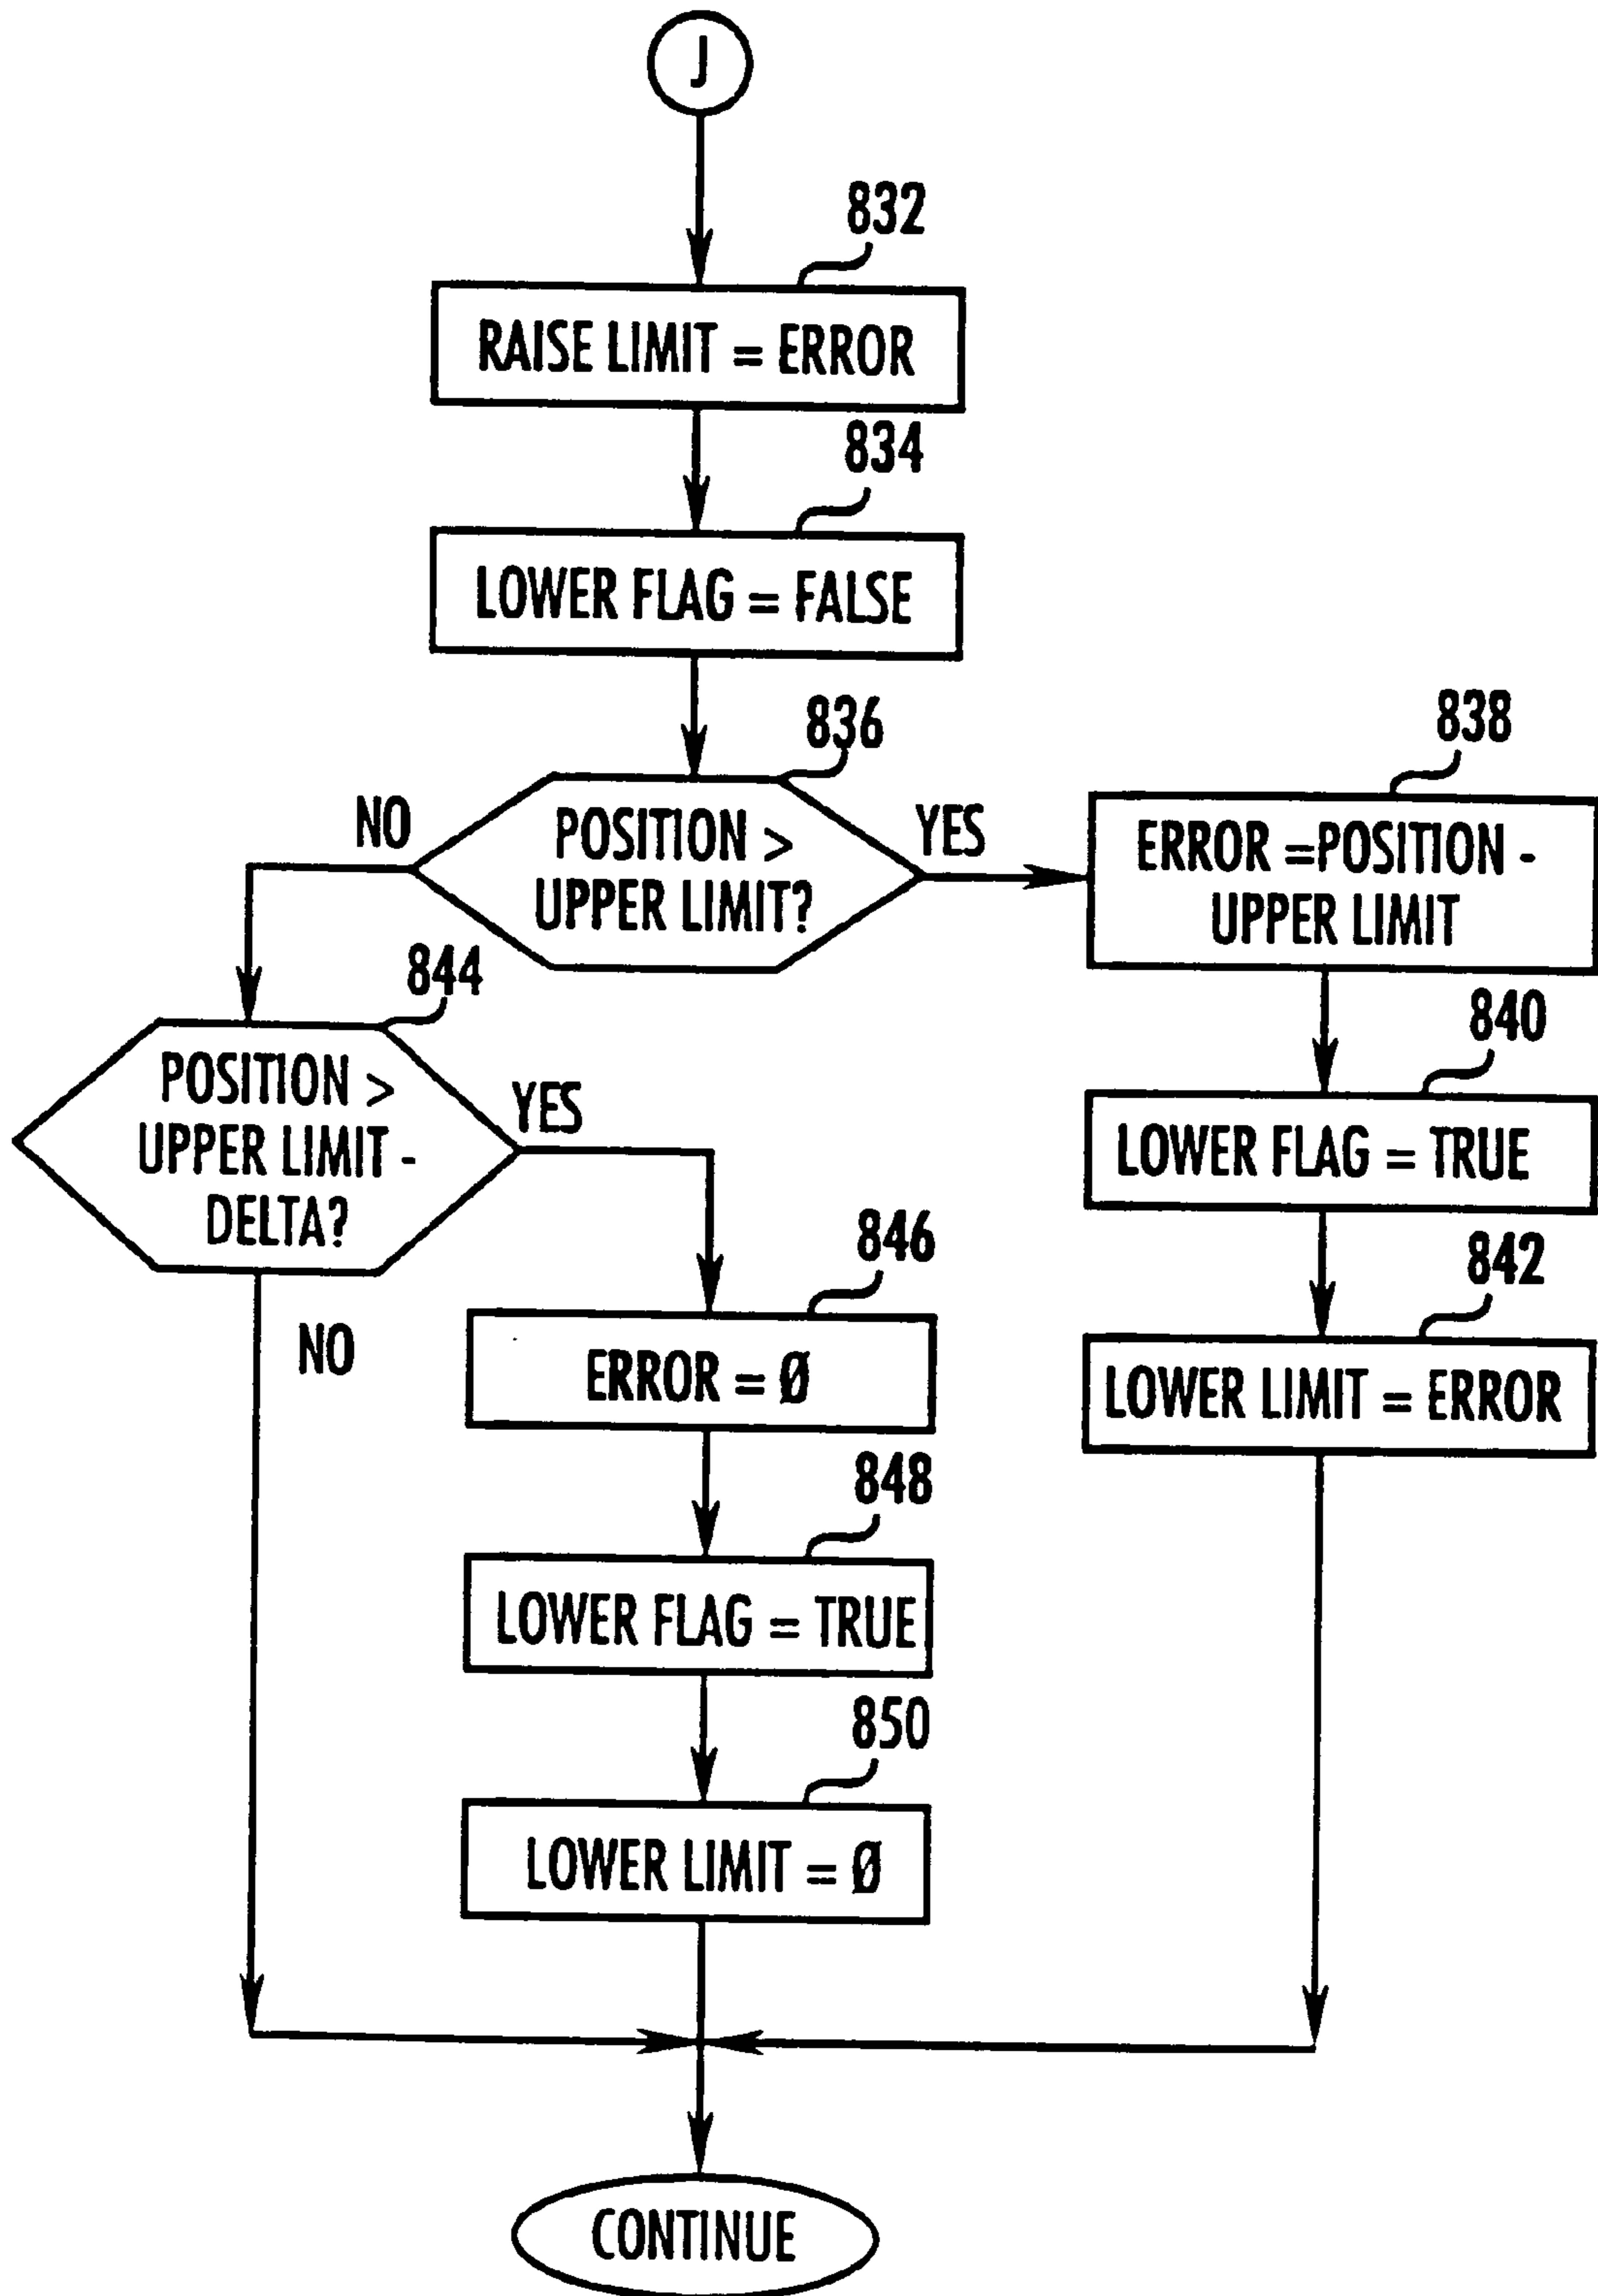 J
832
RAISE LIMIT = ERROR
834
LOWER FLAG = FALSE
836
POSITION >
UPPER LIMIT?
NO
YES
838
ERROR =POSITION -
UPPER LIMIT
844
POSITION >
UPPER LIMIT -
DELTA?
YES
NO
840
LOWER FLAG = TRUE
842
LOWER LIMIT = ERROR
846
ERROR = Ø
848
LOWER FLAG = TRUE
850
LOWER LIMIT = Ø
CONTINUE